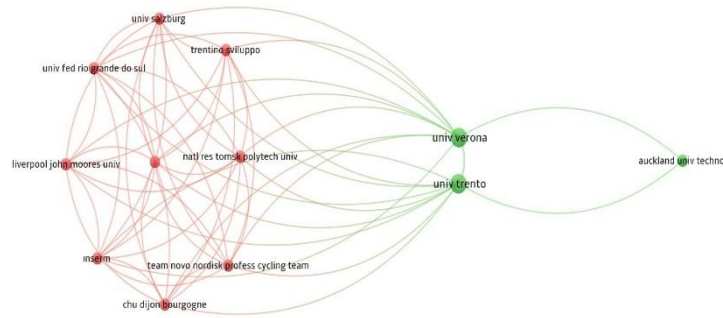 univ salzburg
trentino sviluppo
univ fed rio grande do sul
univ verona
natl res tomsk polytech univ
auckland univ techno
liverpool john moores univ
univ trento
inserm
team novo nordisk profess cycling team
chu dijon bourgogne